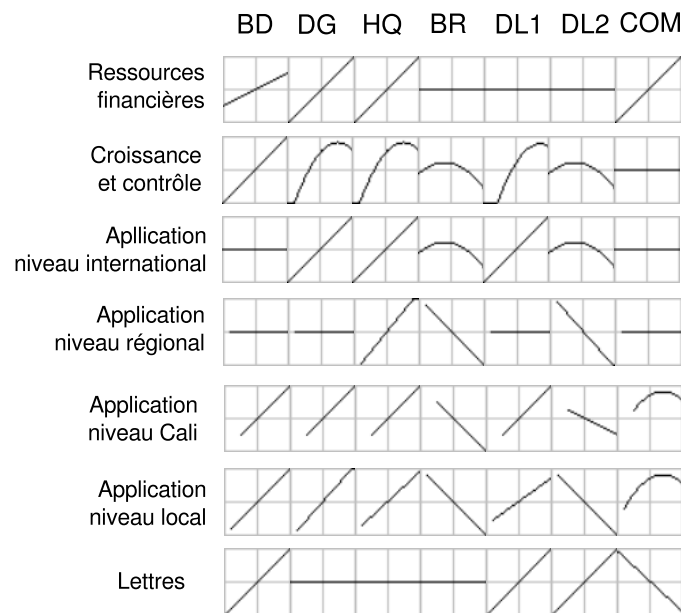 BD DG HQ BR DL1 DL2 COM
Ressources
financières
Croissance
et contrôle
Apllication
niveau international
Application
niveau régional
Application
niveau Cali
Application
niveau local
Lettres